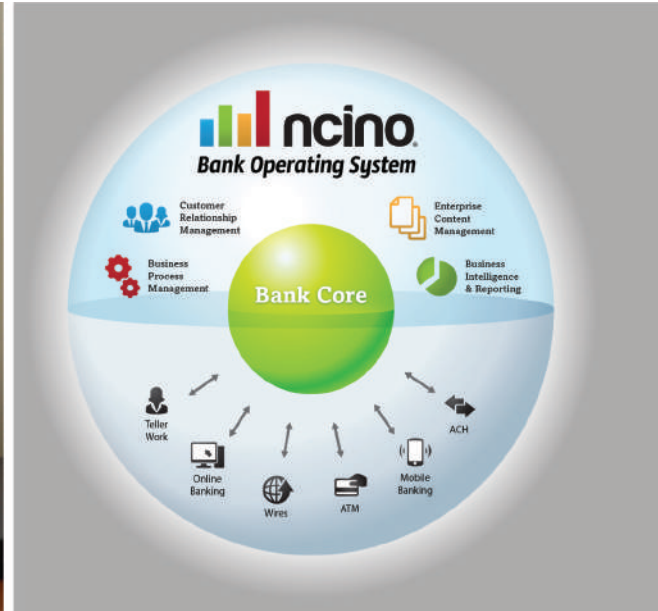 ncino.
Bank Operating System
Customer
Relationship
Management
Enterprise
Content
Management
Business
Process
Management
Business
Intelligence
& Reporting
Bank Core
Teller
Work
Online
Banking
Wires
ATM
Mobile
Banking
ACH